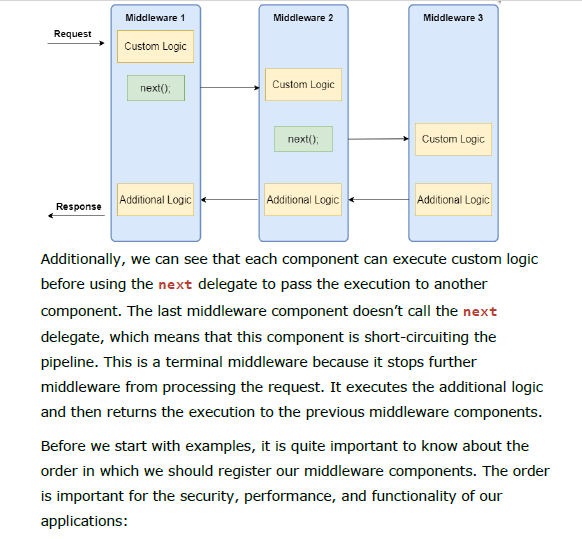 Middleware 1 Middleware 2 Middleware 3
Request
Custom Logic
next(); Custom Logic
next(); Custom Logic
Additional Logic Additional Logic Additional Logic
Response
Additionally, we can see that each component can execute custom logic
before using the next delegate to pass the execution to another
component. The last middleware component doesn’t call the next
delegate, which means that this component is short-circuiting the
pipeline. This is a terminal middleware because it stops further
middleware from processing the request. It executes the additional logic
and then returns the execution to the previous middleware components.
Before we start with examples, it is quite important to know about the
order in which we should register our middleware components. The order
is important for the security, performance, and functionality of our
applications: